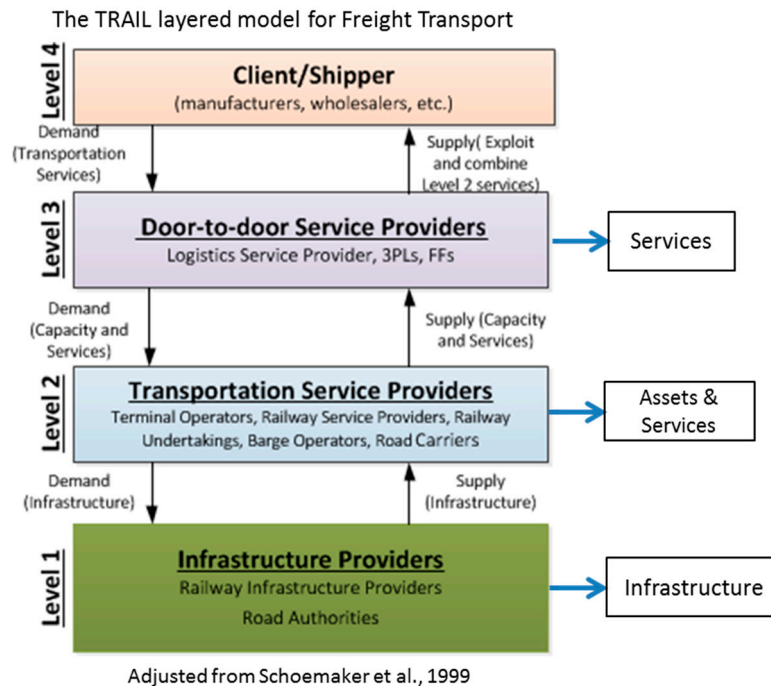 The TRAIL layered model for Freight Transport
Level 4
Client/Shipper
(manufacturers, wholesalers, etc.)
Demand
(Transportation
Services)
Supply( Exploit
and combine
Level 2 services)
Level 3
Door-to-door Service Providers
Logistics Service Provider, 3PLs, FFs
Services
Demand
(Capacity and
Services)
Supply (Capacity
and Services)
Level 2
Transportation Service Providers
Terminal Operators, Railway Service Providers, Railway
Undertakings, Barge Operators, Road Carriers
Assets &
Services
Demand
(Infrastructure)
Supply
(Infrastructure)
Level 1
Infrastructure Providers
Railway Infrastructure Providers
Road Authorities
Infrastructure
Adjusted from Schoemaker et al., 1999